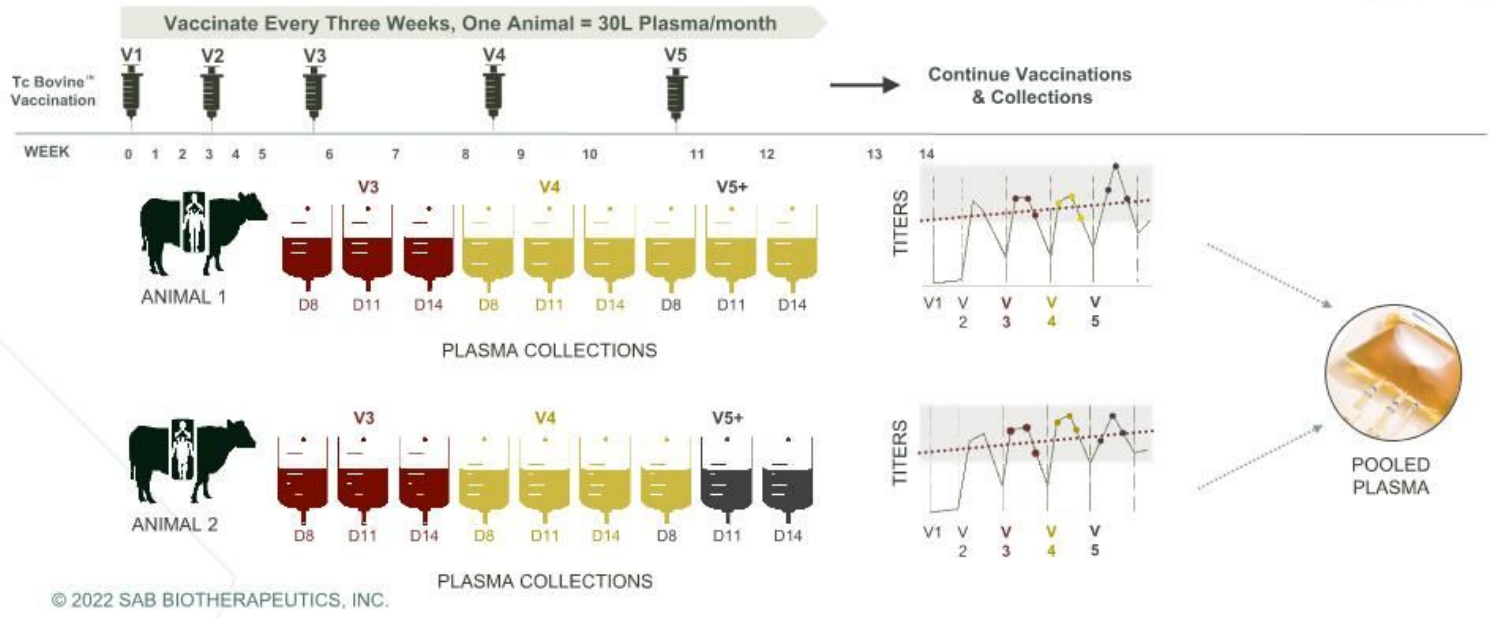 Vaccinate Every Three Weeks, One Animal = 30L Plasma/month
V1 V2 V3 V4 V5
Tc Bovine™
Vaccination
Continue Vaccinations
& Collections
WEEK 0 1 2 3 4 5 6 7 8 9 10 11 12 13 14
V3 V4 V5+
ANIMAL 1
D8 D11 D14 D8 D11 D14 D8 D11 D14
PLASMA COLLECTIONS
TITERS
V1 V V V V
2 3 4 5
V3 V4 V5+
ANIMAL 2
D8 D11 D14 D8 D11 D14 D8 D11 D14
PLASMA COLLECTIONS
TITERS
V1 V V V V
2 3 4 5
POOLED
PLASMA
© 2022 SAB BIOTHERAPEUTICS, INC.